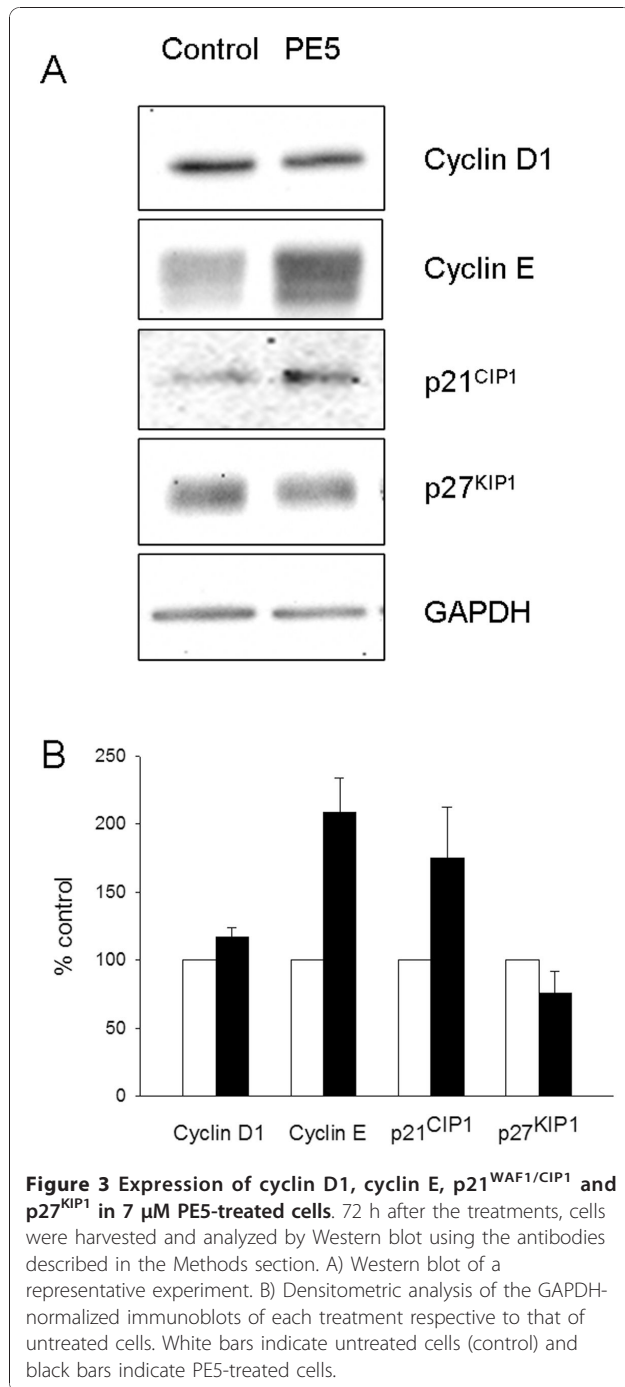 A
Control PE5
Cyclin D1
Cyclin E
p21CIP1
p27KIP1
GAPDH
B
250
200
150
100
50
0
% control
Cyclin D1 Cyclin E p21CIP1 p27KIP1
Figure 3 Expression of cyclin D1, cyclin E, p21WAF1/CIP1 and
p27KIP1 in 7 μM PE5-treated cells. 72 h after the treatments, cells
were harvested and analyzed by Western blot using the antibodies
described in the Methods section. A) Western blot of a
representative experiment. B) Densitometric analysis of the GAPDH-
normalized immunoblots of each treatment respective to that of
untreated cells. White bars indicate untreated cells (control) and
black bars indicate PE5-treated cells.